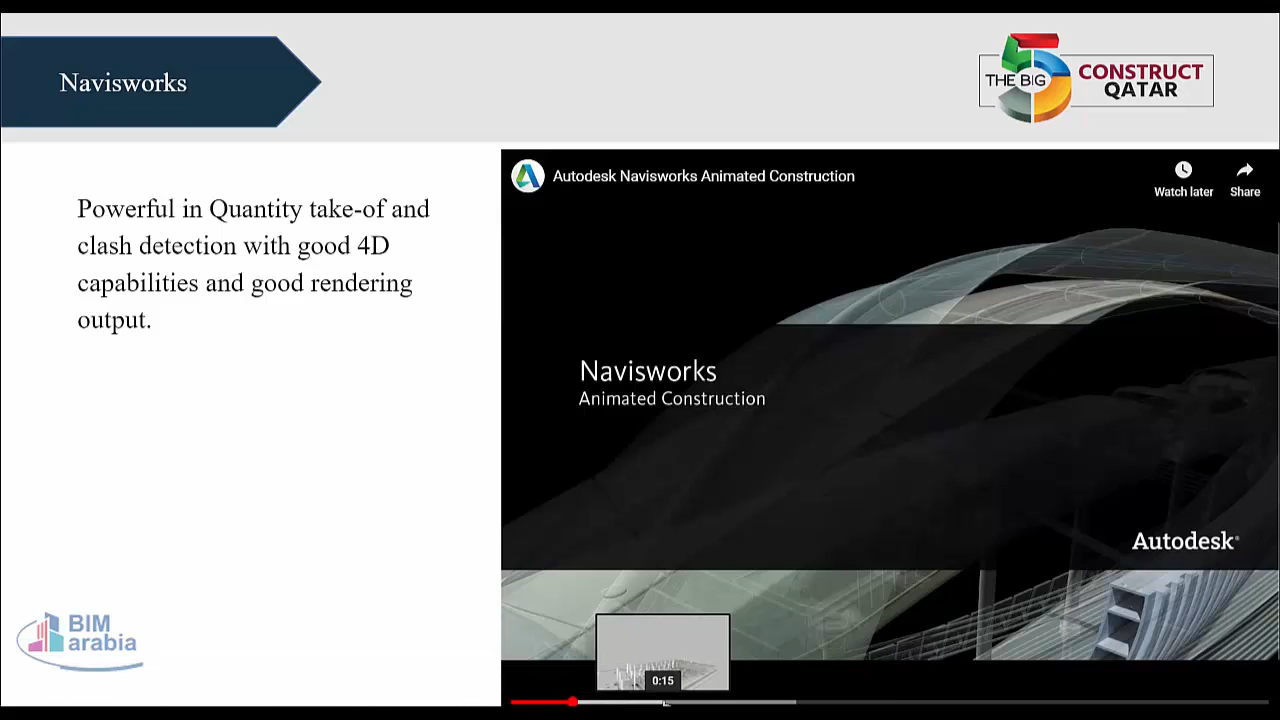 Navisworks
THE BIG 5
CONSTRUCT
QATAR
Powerful in Quantity take-of and
clash detection with good 4D
capabilities and good rendering
output.
Autodesk Navisworks Animated Construction
Watch later
Share
Navisworks
Animated Construction
Autodesk®
0:15
BIM
arabia